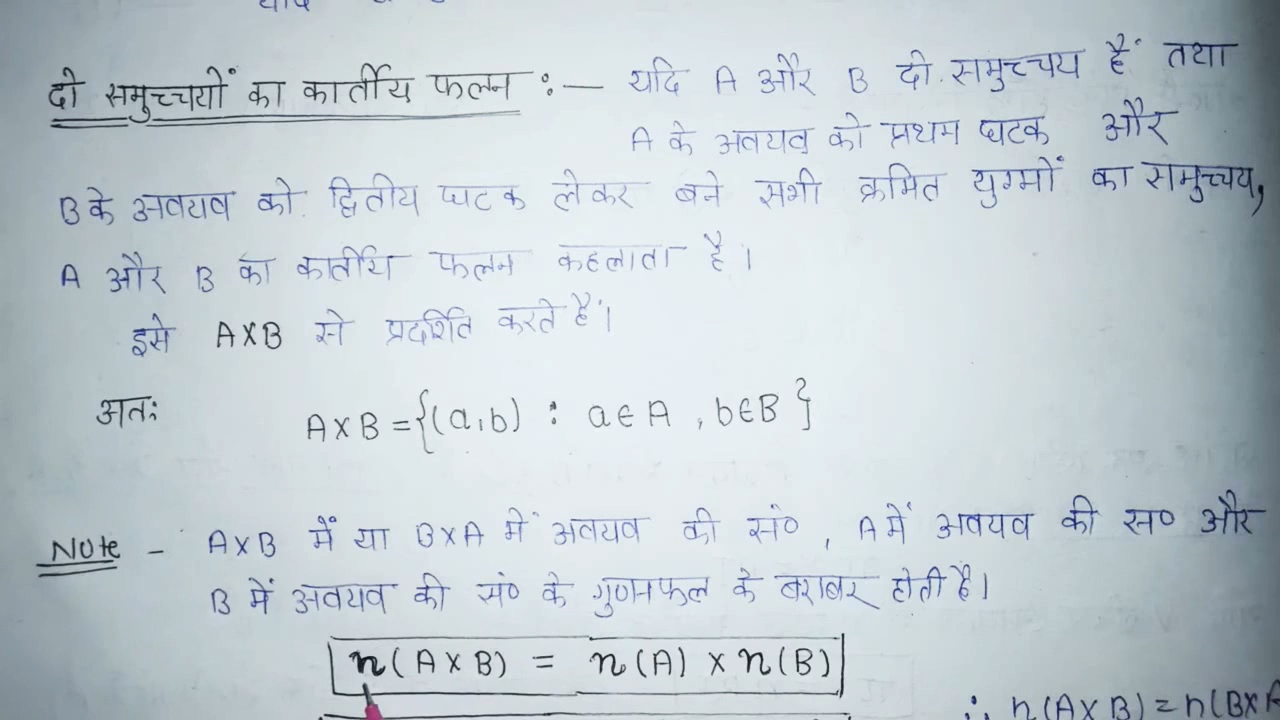 दो समुच्चयों का कार्तीय फलन :— यदि A और B दो समुच्चय हैं तथा
A के अवयव को प्रथम घटक और
B के अवयव को द्वितीय घटक लेकर बने सभी क्रमित युग्मों का समुच्चय,
A और B का कार्तीय फलन कहलाता है।
इसे A×B से प्रदर्शित करते हैं।
अतः A×B = {(a,b) : a∈A , b∈B}
Note - A×B में या B×A में अवयव की सं० , A में अवयव की स० और
B में अवयव की सं० के गुणनफल के बराबर होती है।
n(A×B) = n(A) × n(B)
∴ n(A×B) = n(B×A